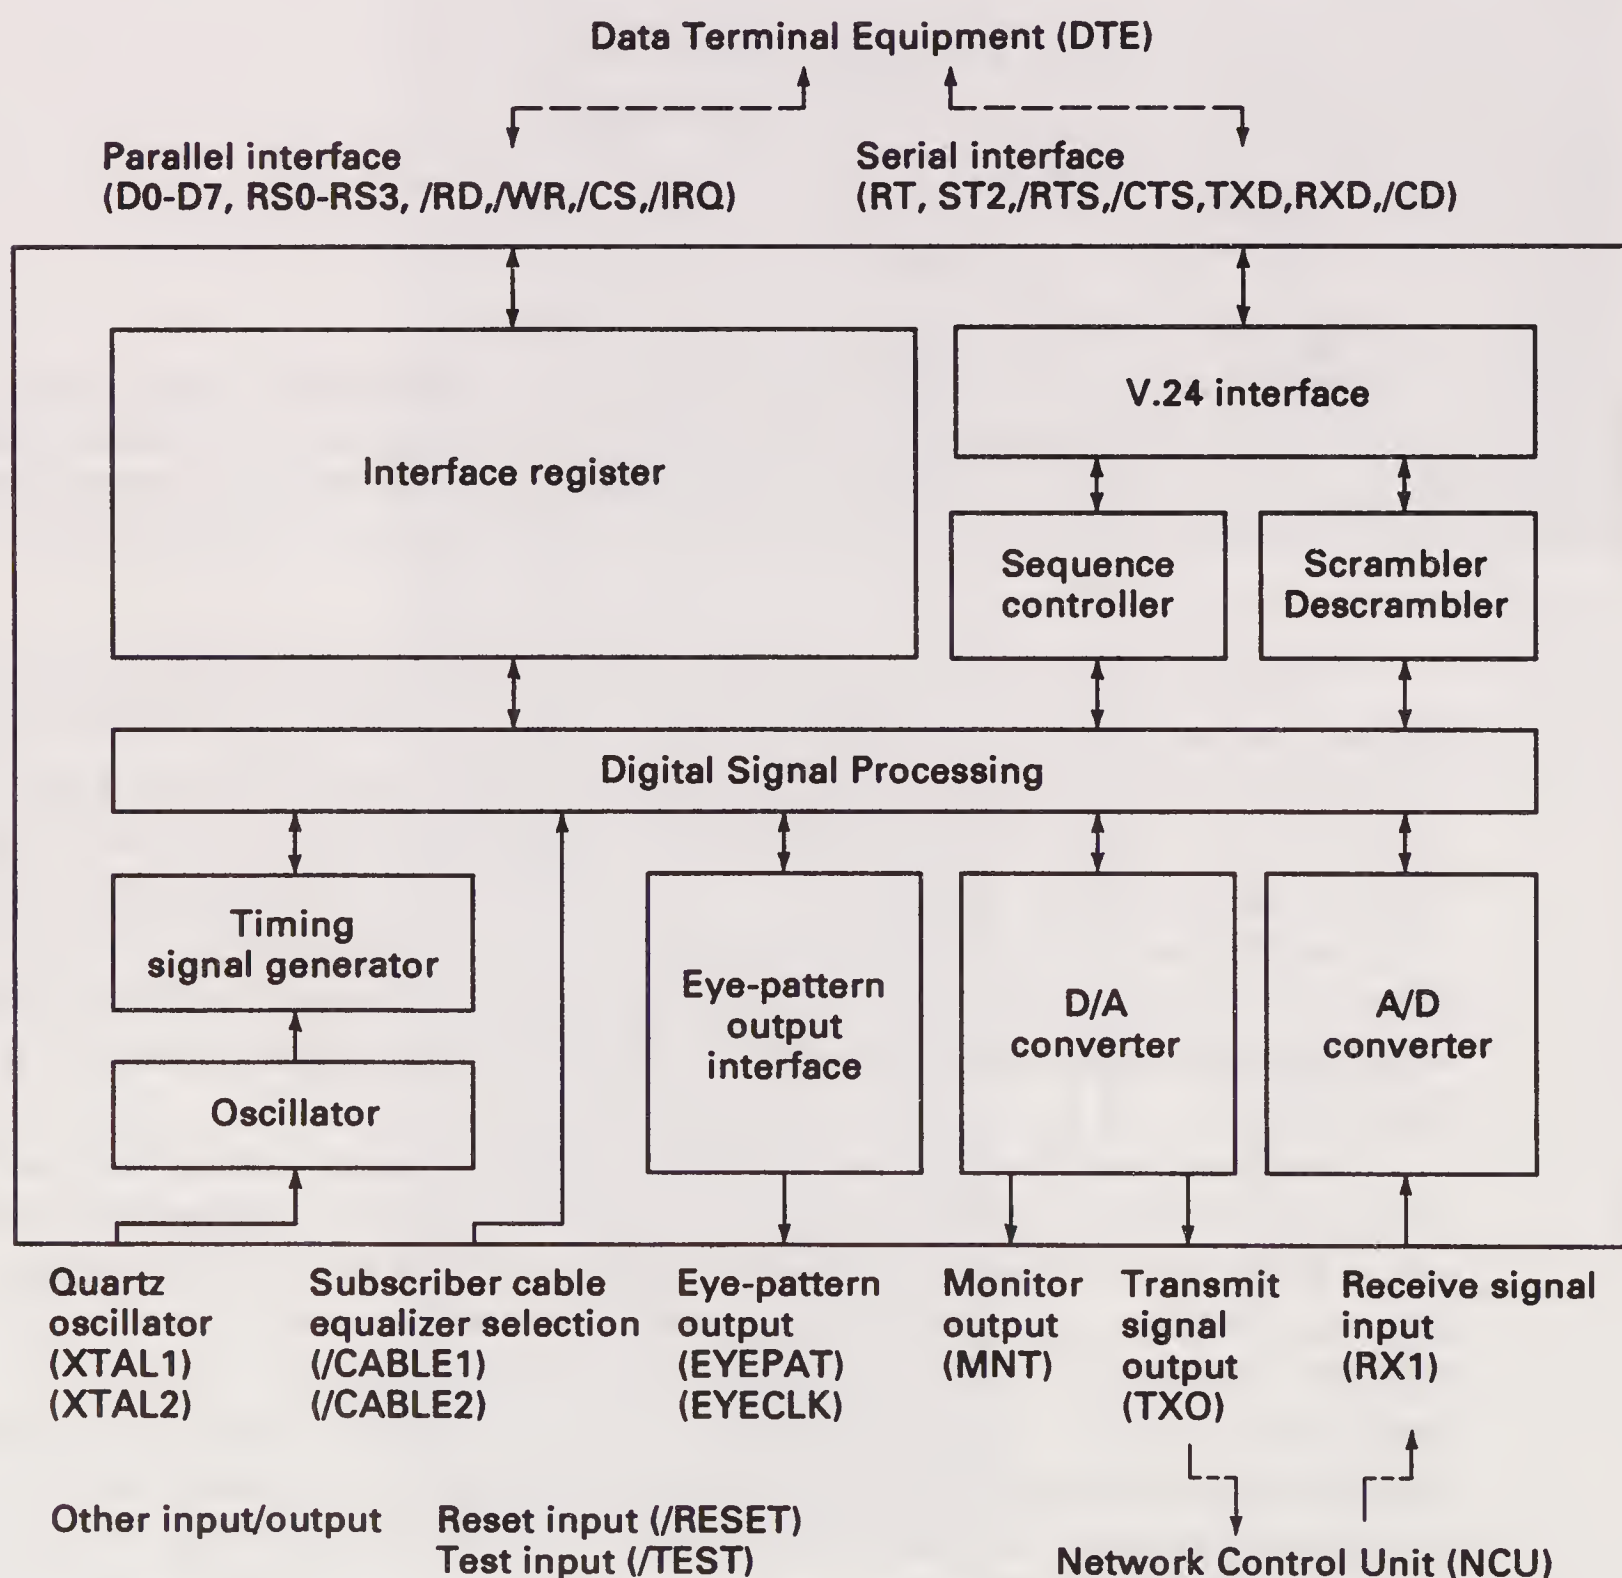 Data Terminal Equipment (DTE)
Parallel interface
(D0-D7, RS0-RS3, /RD,/WR,/CS,/IRQ)
Serial interface
(RT, ST2,/RTS,/CTS,TXD,RXD,/CD)
Interface register
V.24 interface
Sequence
controller
Scrambler
Descrambler
Digital Signal Processing
Timing
signal generator
Oscillator
Eye-pattern
output
interface
D/A
converter
A/D
converter
Quartz
oscillator
(XTAL1)
(XTAL2)
Subscriber cable
equalizer selection
(/CABLE1)
(/CABLE2)
Eye-pattern
output
(EYEPAT)
(EYECLK)
Monitor
output
(MNT)
Transmit
signal
output
(TXO)
Receive signal
input
(RX1)
Other input/output
Reset input (/RESET)
Test input (/TEST)
Network Control Unit (NCU)